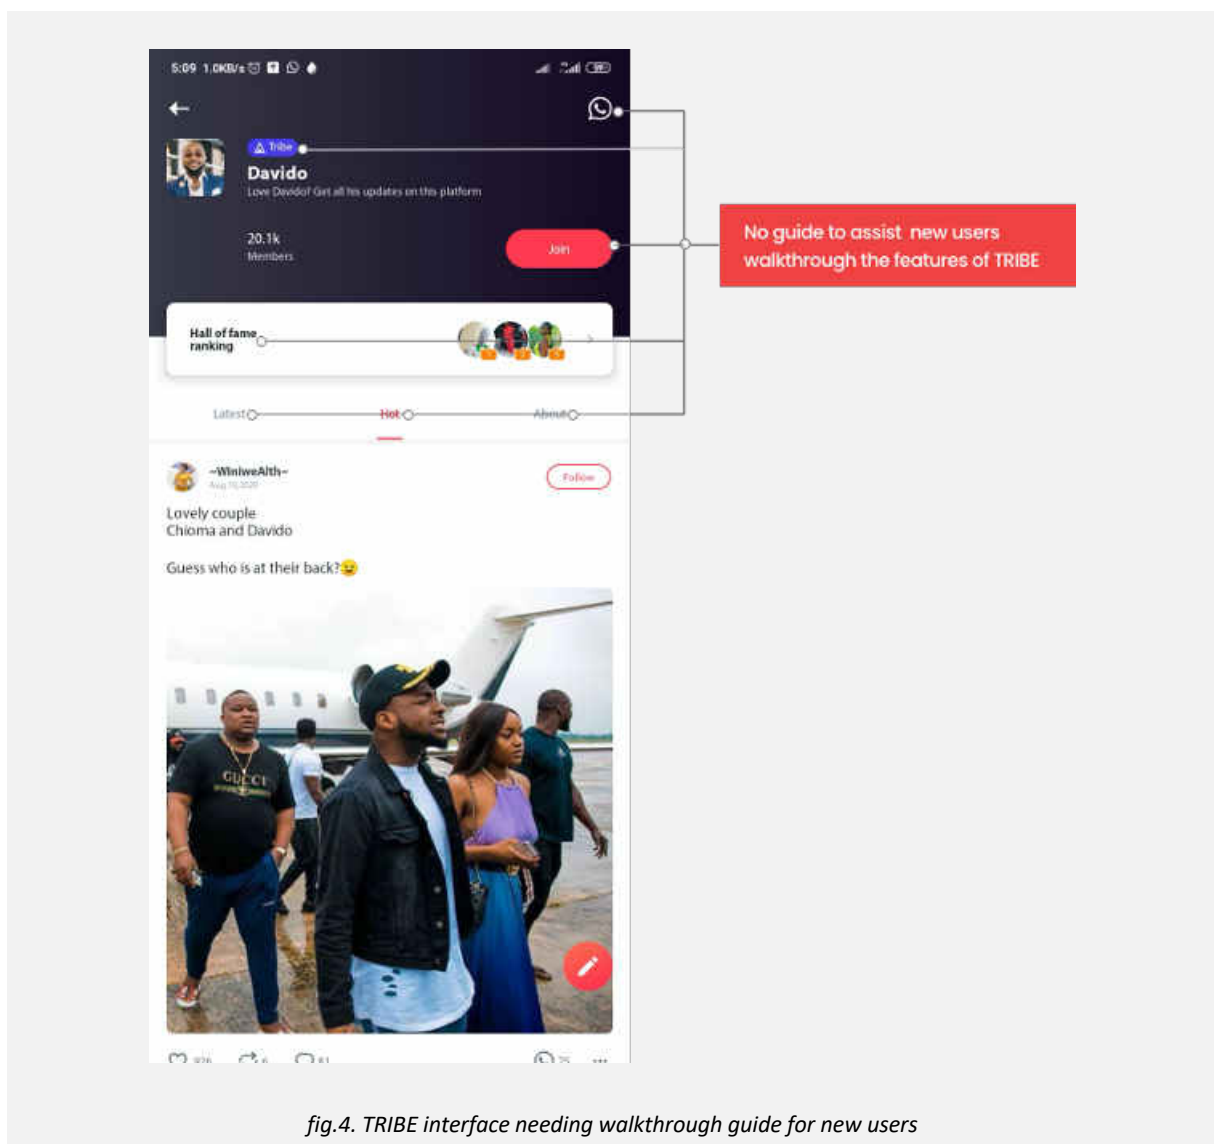 5:09 1.0KB/s
Tribe
Davido
Love Davido? Get all his updates on this platform
20.1k
Members
Join
No guide to assist new users
walkthrough the features of TRIBE
Hall of fame
ranking
Latest Hot About
~WiniweAlth~
Aug 10,2020
Follow
Lovely couple
Chioma and Davido
Guess who is at their back?😉
GUCCI
fig.4. TRIBE interface needing walkthrough guide for new users